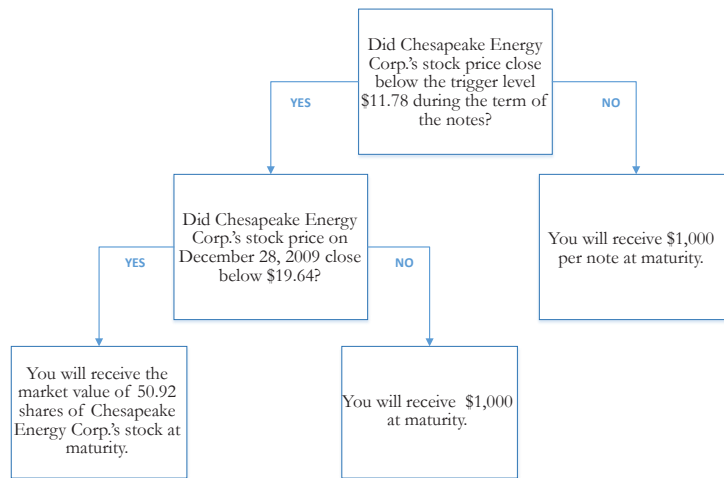 Did Chesapeake Energy
Corp.'s stock price close
below the trigger level
$11.78 during the term of
the notes?
YES
NO
Did Chesapeake Energy
Corp.'s stock price on
December 28, 2009 close
below $19.64?
You will receive $1,000
per note at maturity.
YES
NO
You will receive the
market value of 50.92
shares of Chesapeake
Energy Corp.'s stock at
maturity.
You will receive $1,000
at maturity.